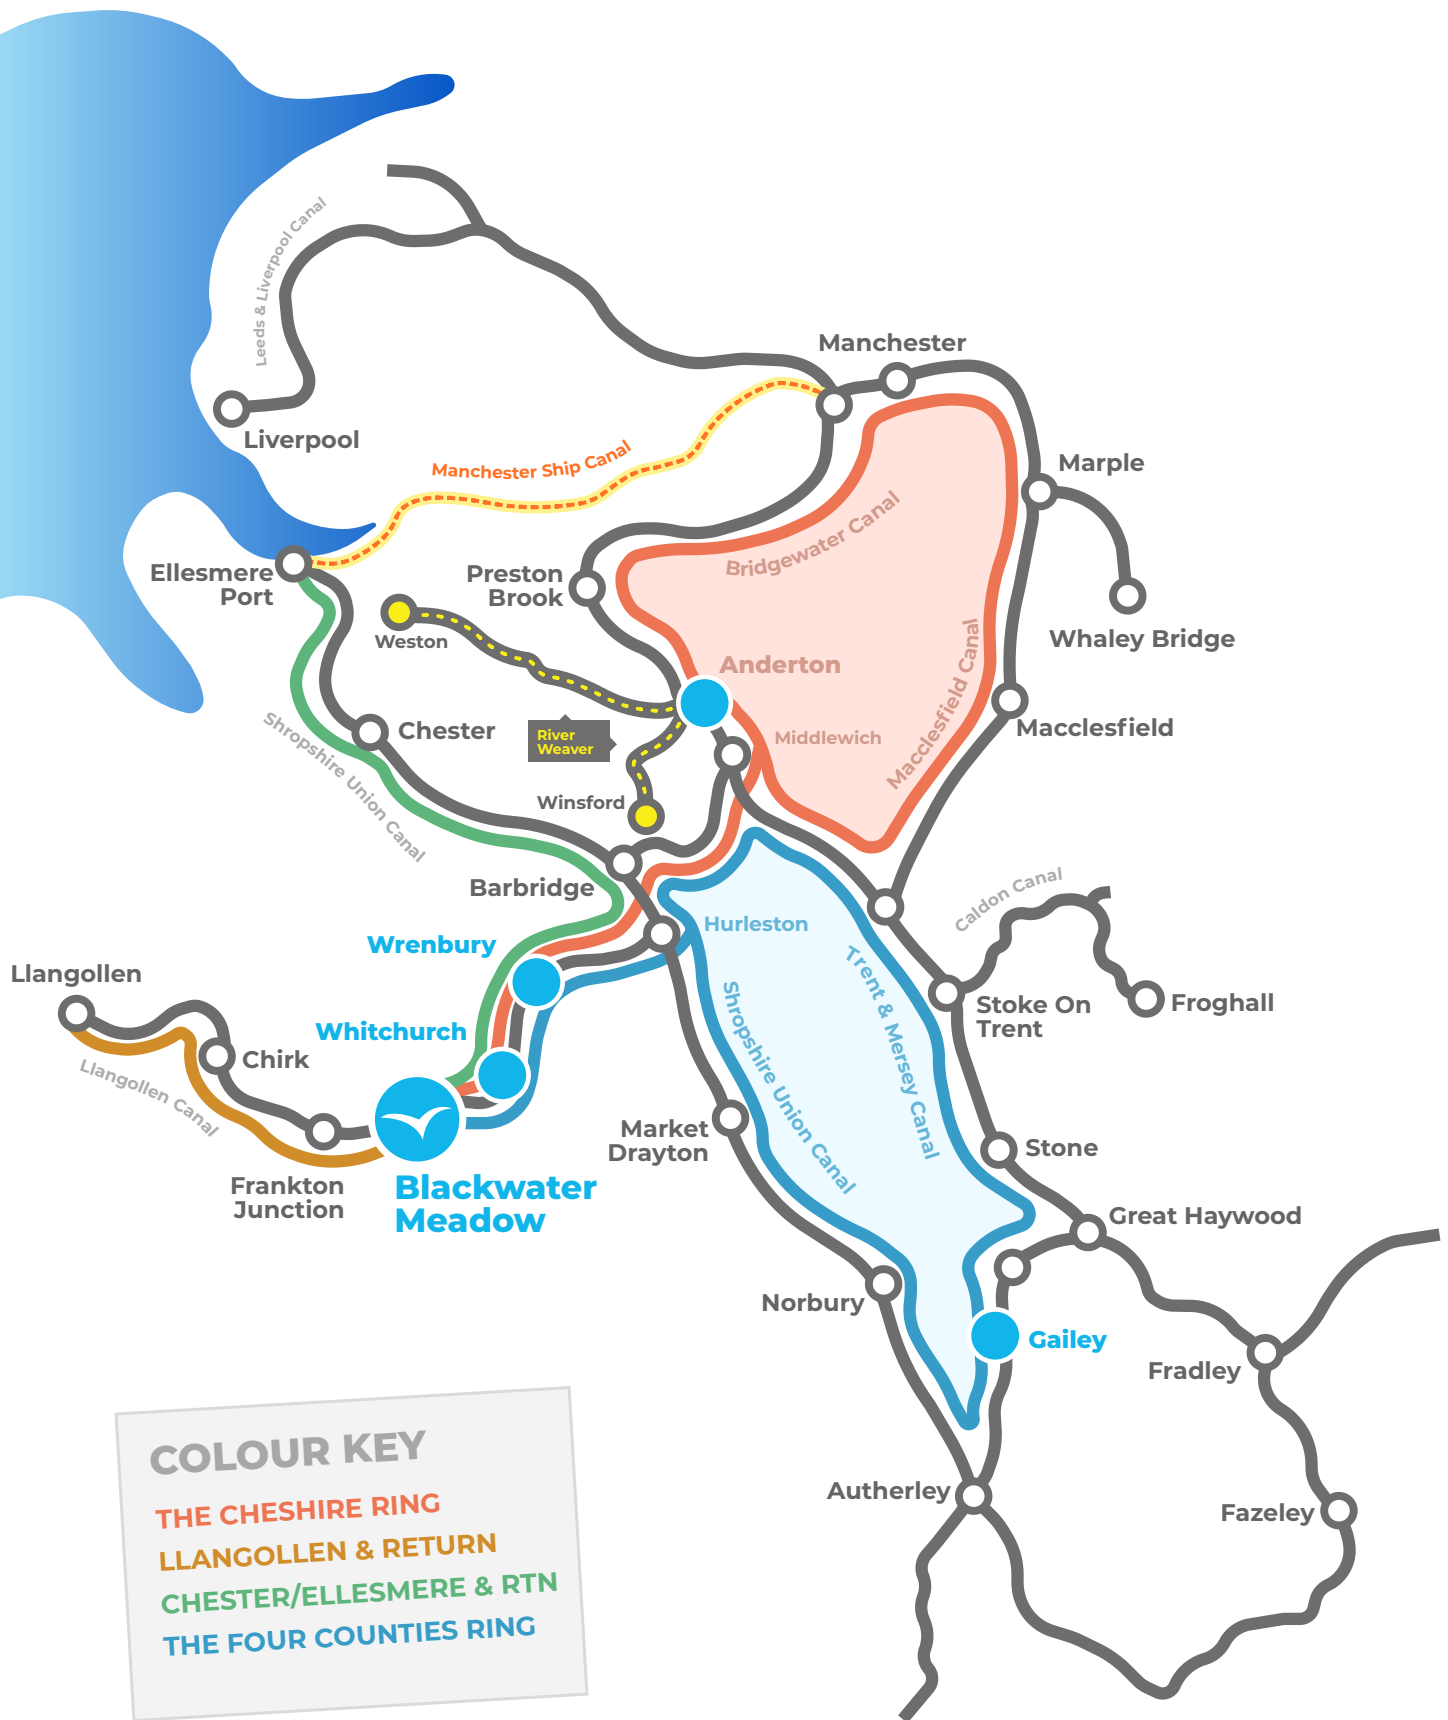 Leeds & Liverpool Canal
Manchester
Liverpool
Manchester Ship Canal
Marple
Bridgewater Canal
Ellesmere
Port
Preston
Brook
Weston
Whaley Bridge
Anderton
Macclesfield Canal
Chester
River
Weaver
Middlewich
Macclesfield
Shropshire Union Canal
Winsford
Barbridge
Caldon Canal
Hurleston
Wrenbury
Llangollen
Trent & Mersey Canal
Shropshire Union Canal
Stoke On
Trent
Froghall
Whitchurch
Chirk
Llangollen Canal
Market
Drayton
Stone
Frankton
Junction
Blackwater
Meadow
Great Haywood
Norbury
Gailey
Fradley
Autherley
Fazeley
COLOUR KEY
THE CHESHIRE RING
LLANGOLLEN & RETURN
CHESTER/ELLESMERE & RTN
THE FOUR COUNTIES RING